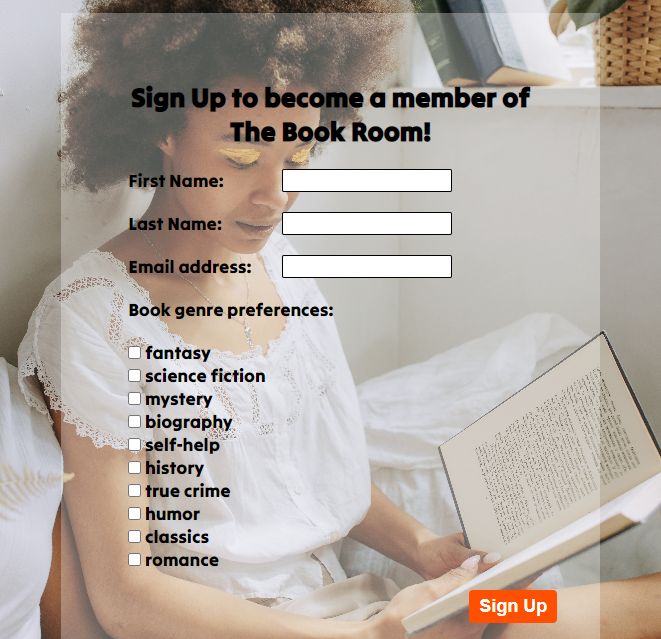 Sign Up to become a member of
The Book Room!
First Name:
Last Name:
Email address:
Book genre preferences:
fantasy
science fiction
mystery
biography
self-help
history
true crime
humor
classics
romance
Sign Up